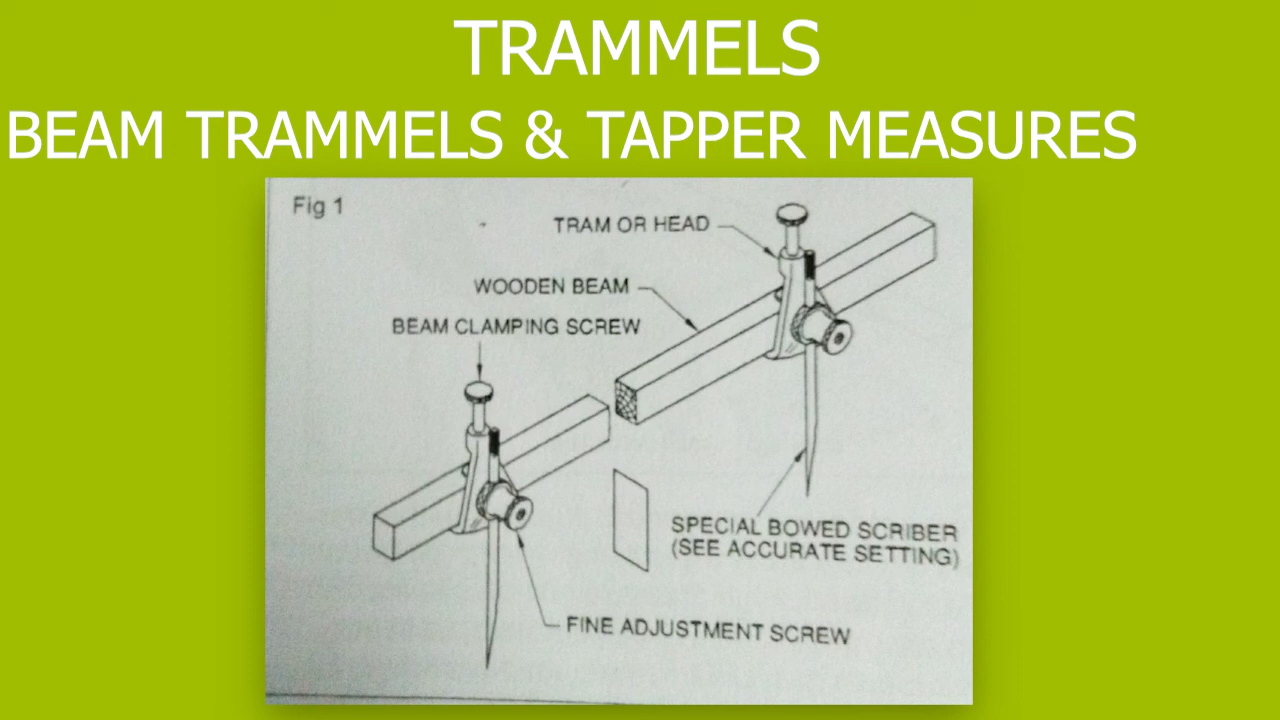 TRAMMELS
BEAM TRAMMELS & TAPPER MEASURES
Fig 1
TRAM OR HEAD
WOODEN BEAM
BEAM CLAMPING SCREW
SPECIAL BOWED SCRIBER
(SEE ACCURATE SETTING)
FINE ADJUSTMENT SCREW